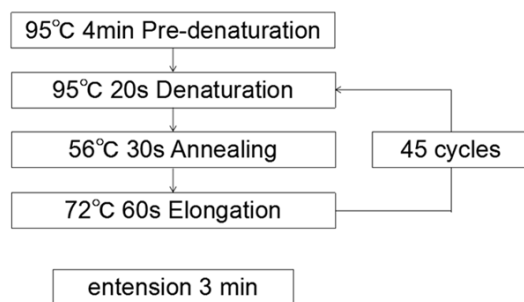 95℃ 4min Pre-denaturation
95℃ 20s Denaturation
56℃ 30s Annealing
45 cycles
72℃ 60s Elongation
entension 3 min